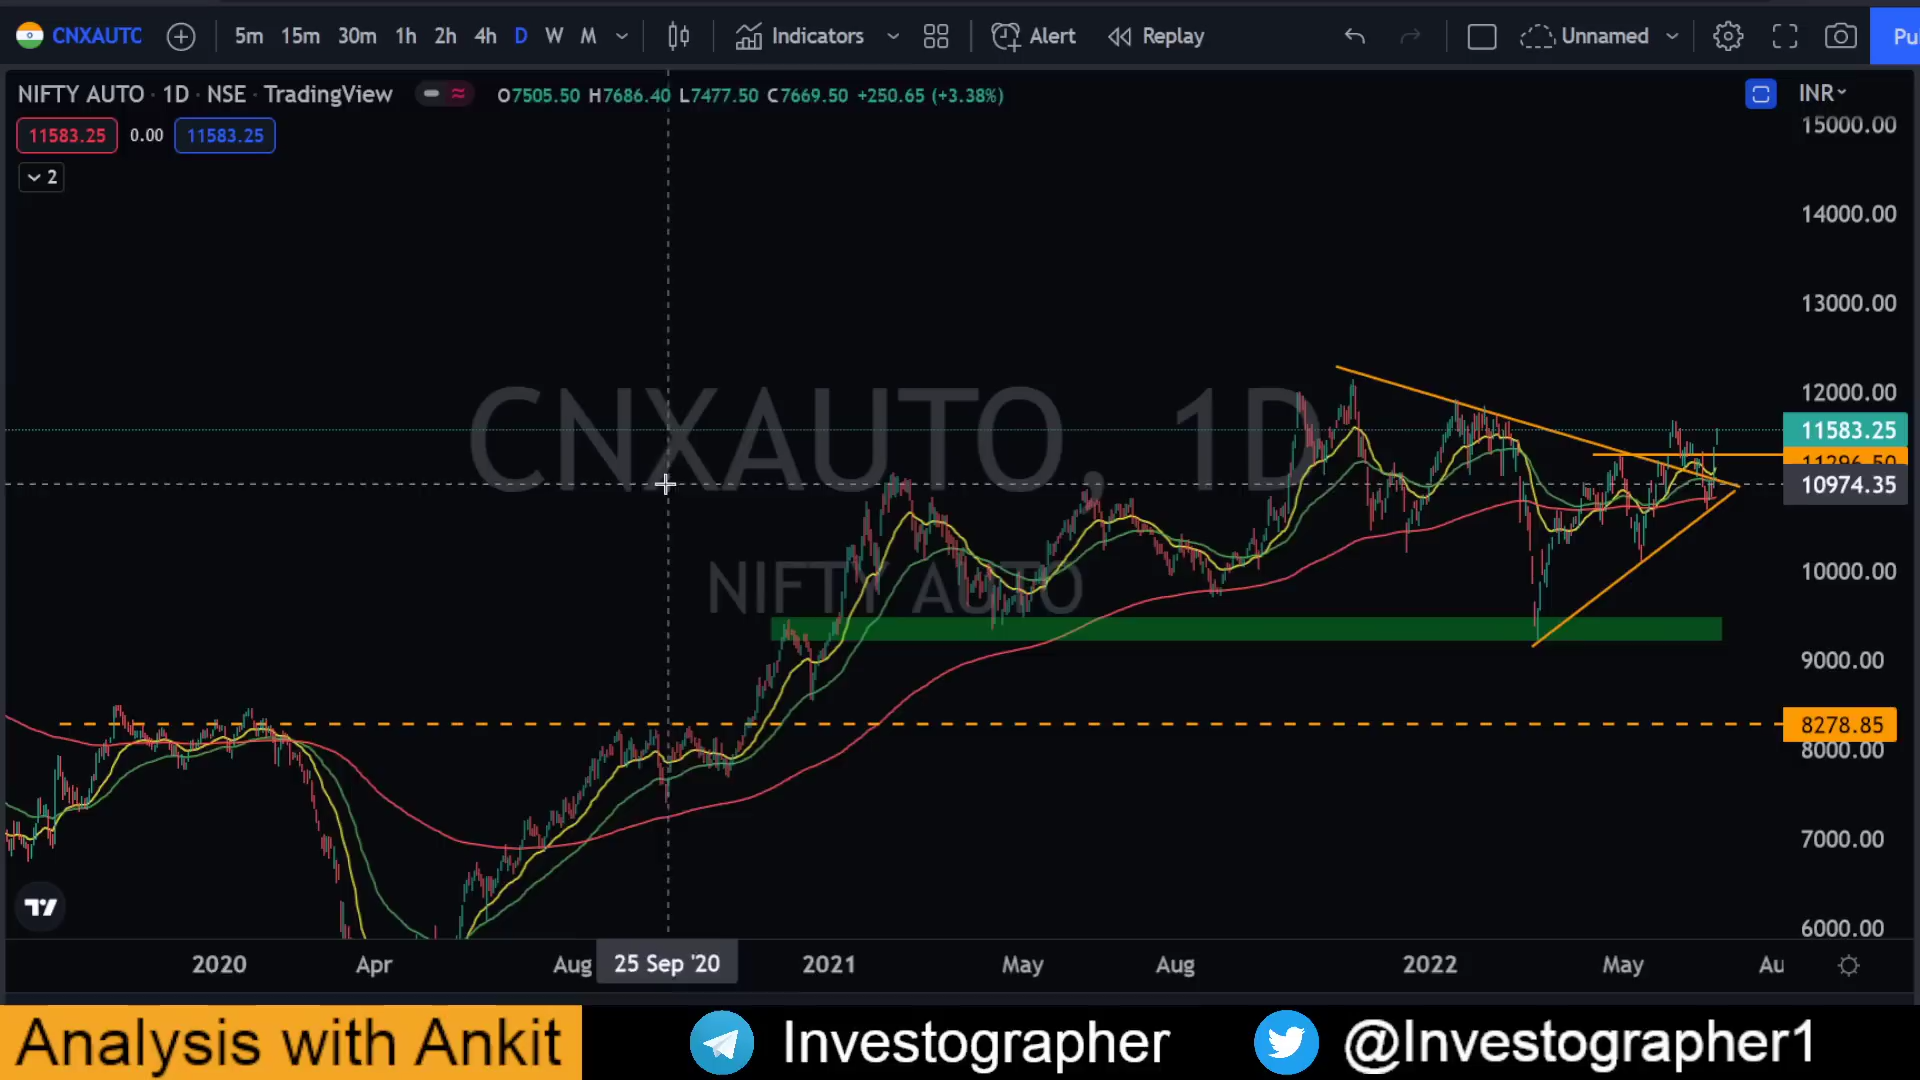 CNXAUTC 5m 15m 30m 1h 2h 4h D W M Indicators Alert Replay Unnamed Pu
NIFTY AUTO · 1D · NSE · TradingView O7505.50 H7686.40 L7477.50 C7669.50 +250.65 (+3.38%) INR
11583.25 0.00 11583.25
2
15000.00
14000.00
13000.00
12000.00
11583.25
11296.50
10974.35
10000.00
9000.00
8278.85
8000.00
7000.00
6000.00
CNXAUTO, 1D
NIFTY AUTO
2020 Apr Aug 25 Sep '20 2021 May Aug 2022 May Au
Analysis with Ankit Investographer @Investographer1